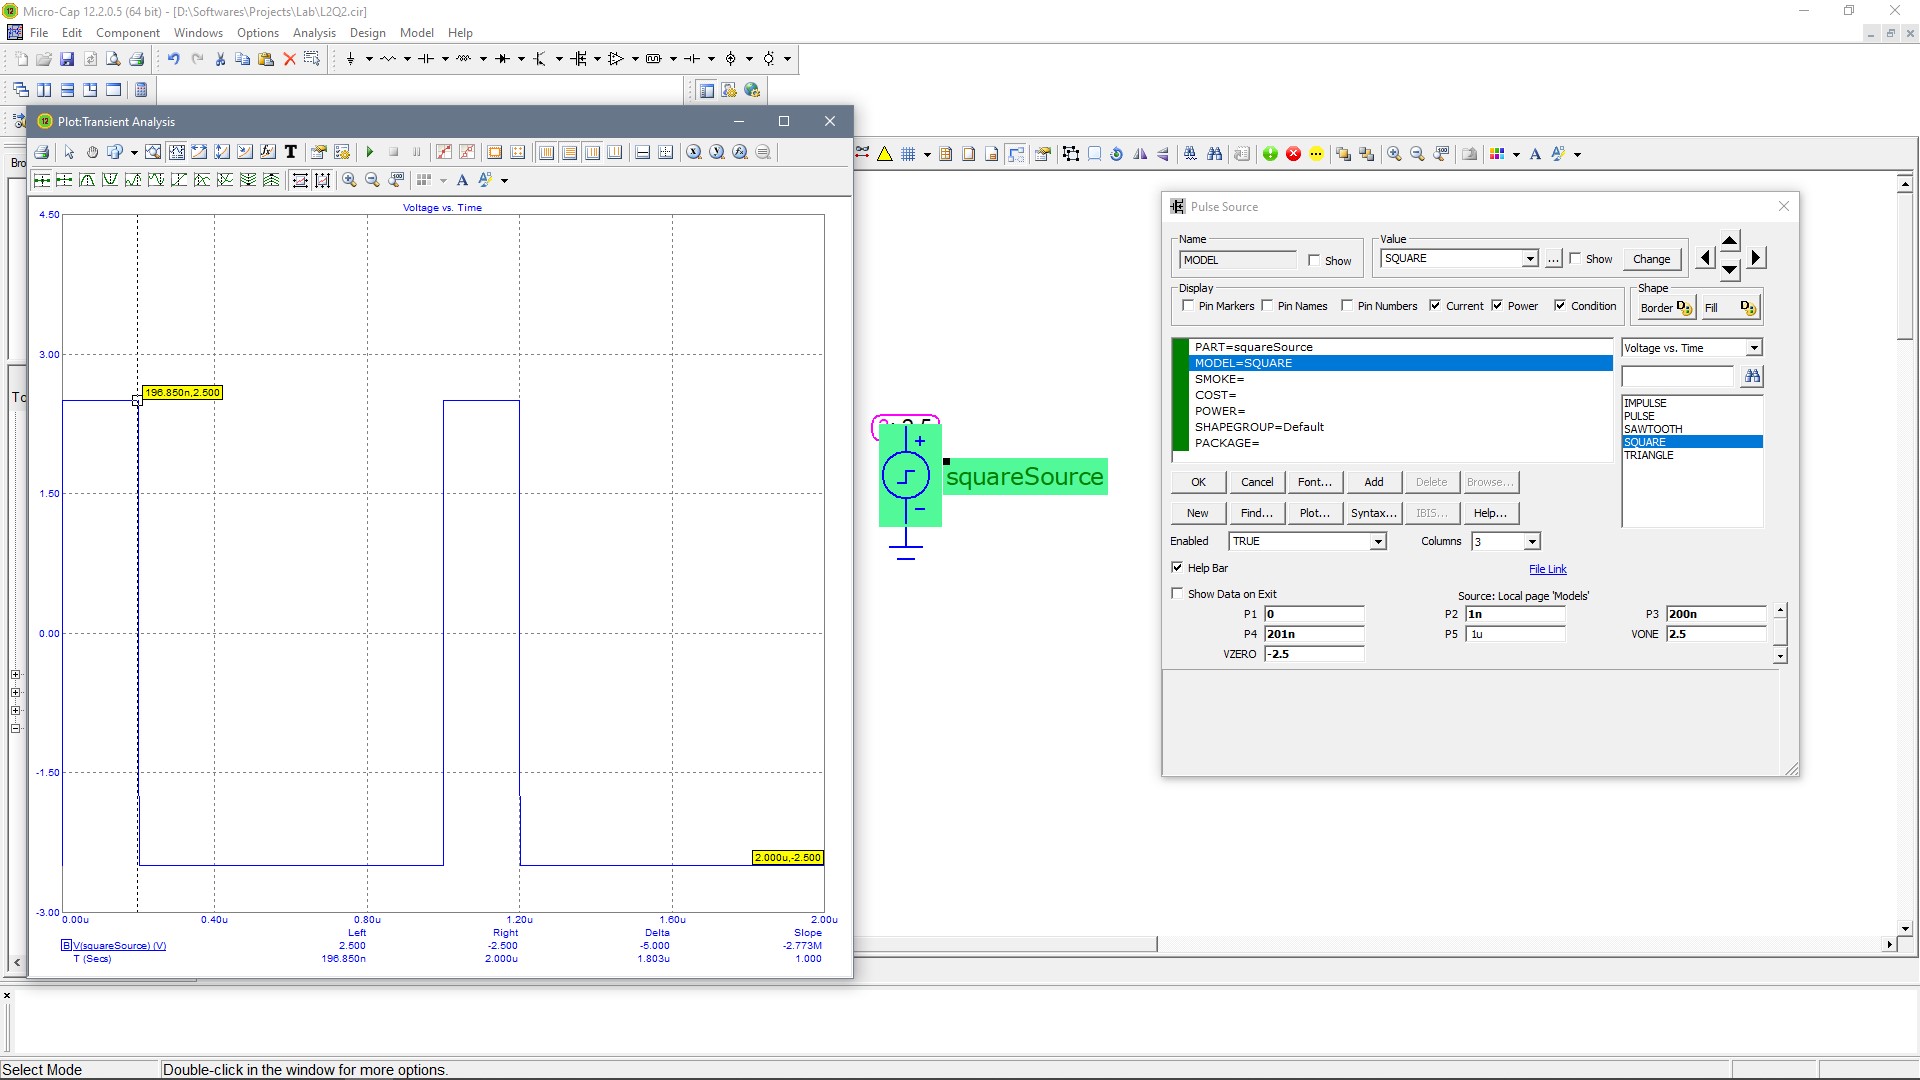 Micro-Cap 12.2.0.5 (64 bit) - [D:\Softwares\Projects\Lab\L2Q2.cir]
File Edit Component Windows Options Analysis Design Model Help
Plot:Transient Analysis
Voltage vs. Time
4.50
3.00
1.50
0.00
-1.50
-3.00
196.850n,2.500
2.000u,-2.500
0.00u 0.40u 0.80u 1.20u 1.60u 2.00u
Left Right Delta Slope
B V(squareSource) (V) 2.500 -2.500 -5.000 -2.773M
T (Secs) 196.850n 2.000u 1.803u 1.000
squareSource
Pulse Source
Name
MODEL
Show
Value
SQUARE
...
Show
Change
Display
Pin Markers Pin Names Pin Numbers Current Power Condition
Shape
Border Fill
PART=squareSource
MODEL=SQUARE
SMOKE=
COST=
POWER=
SHAPEGROUP=Default
PACKAGE=
Voltage vs. Time
IMPULSE
PULSE
SAWTOOTH
SQUARE
TRIANGLE
OK Cancel Font... Add Delete Browse...
New Find... Plot... Syntax... IBIS... Help...
Enabled TRUE Columns 3
Help Bar File Link
Show Data on Exit Source: Local page 'Models'
P1 0 P2 1n P3 200n
P4 201n P5 1u VONE 2.5
VZERO -2.5
Select Mode Double-click in the window for more options.